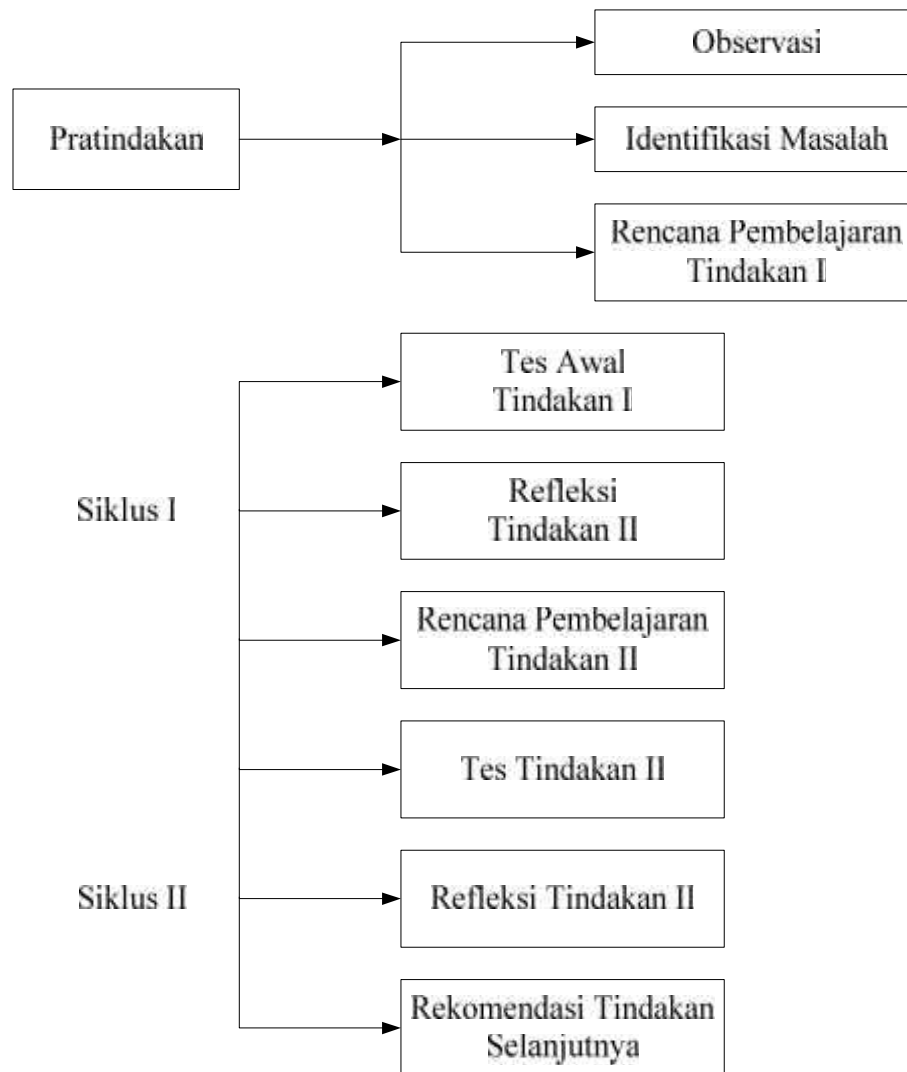 Observasi
Pratindakan
Identifikasi Masalah
Rencana Pembelajaran
Tindakan I
Tes Awal
Tindakan I
Siklus I
Refleksi
Tindakan II
Rencana Pembelajaran
Tindakan II
Tes Tindakan II
Siklus II
Refleksi Tindakan II
Rekomendasi Tindakan
Selanjutnya